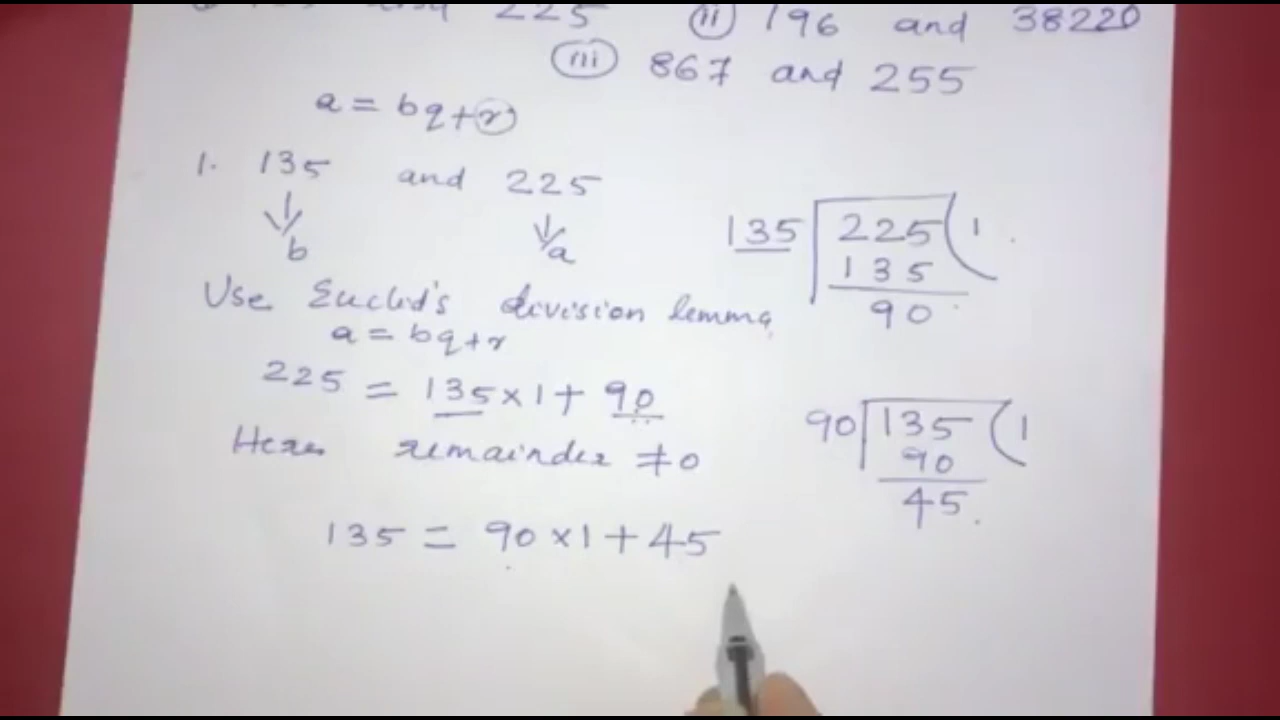 225 (ii) 196 and 38220
(iii) 867 and 255
a = bq+r
1. 135 and 225
b a
Use Euclid's division lemma,
a = bq+r
225 = 135×1+ 90
Here remainder ≠0
135 = 90×1+45
135 225 1
135
90
90 135 1
90
45